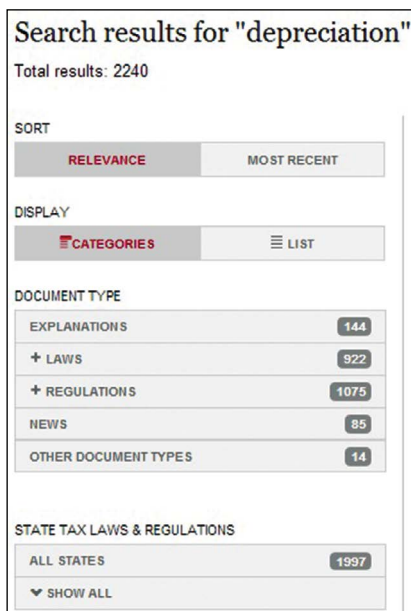 Search results for "depreciation"
Total results: 2240
SORT
RELEVANCE MOST RECENT
DISPLAY
CATEGORIES LIST
DOCUMENT TYPE
EXPLANATIONS 144
+ LAWS 922
+ REGULATIONS 1075
NEWS 85
OTHER DOCUMENT TYPES 14
STATE TAX LAWS & REGULATIONS
ALL STATES 1997
SHOW ALL